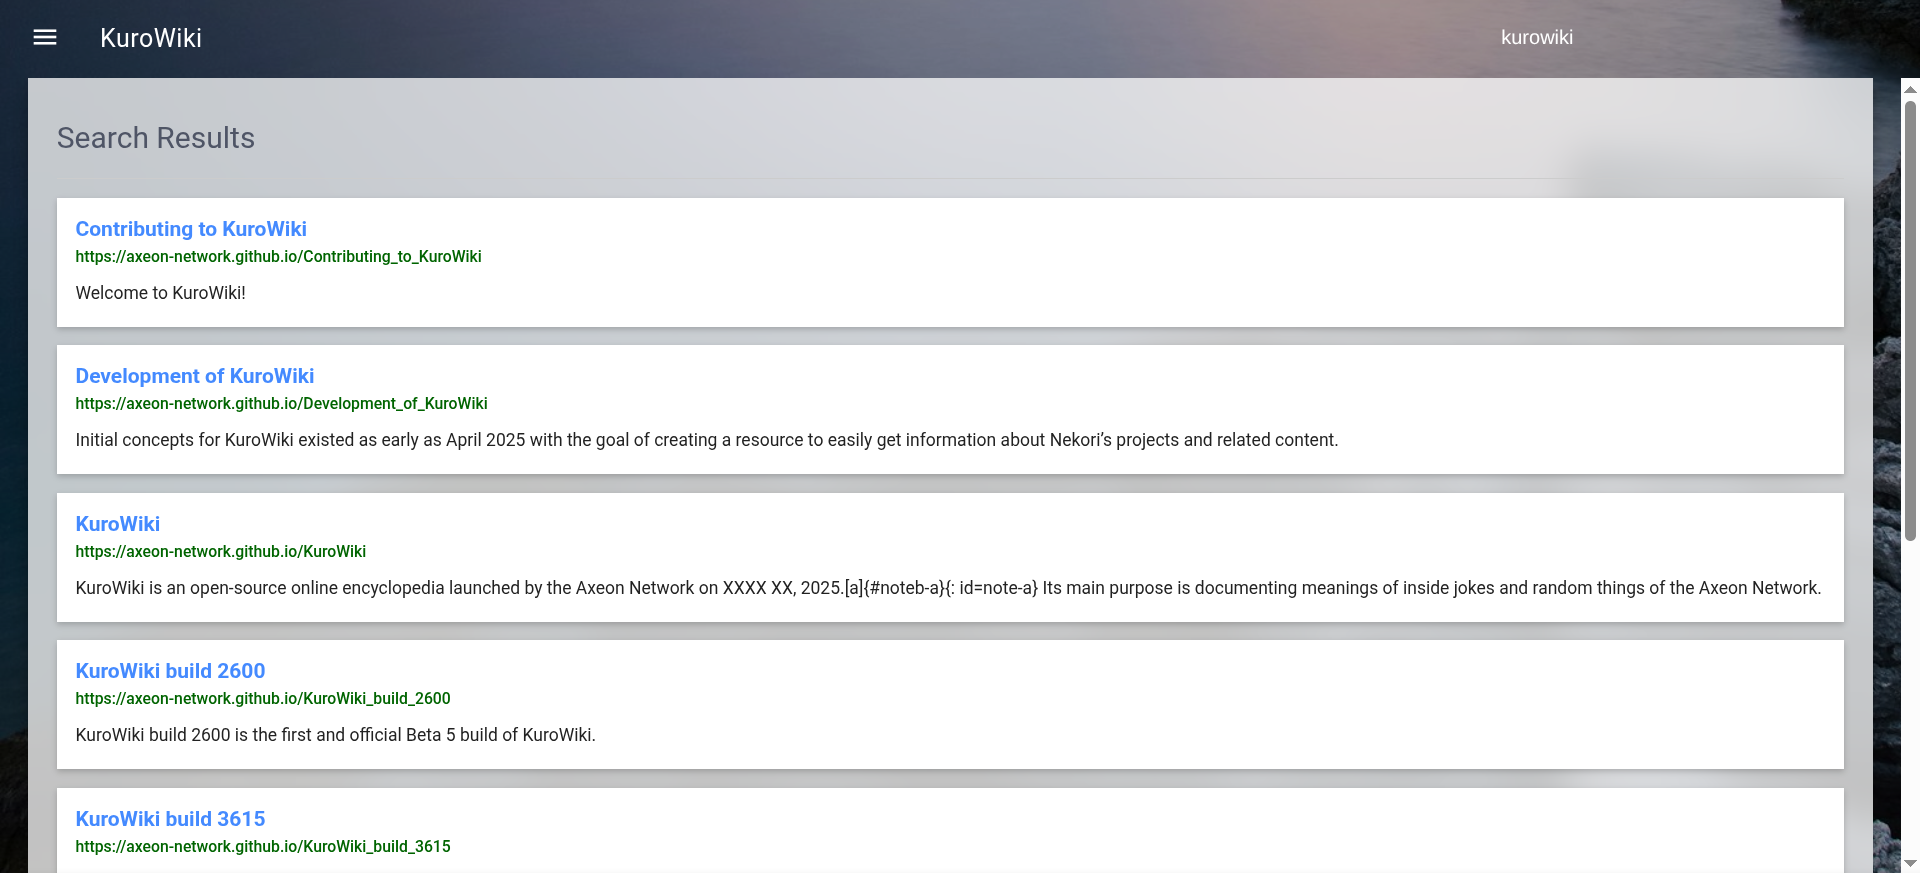 KuroWiki
kurowiki
Search Results
Contributing to KuroWiki
https://axeon-network.github.io/Contributing_to_KuroWiki
Welcome to KuroWiki!
Development of KuroWiki
https://axeon-network.github.io/Development_of_KuroWiki
Initial concepts for KuroWiki existed as early as April 2025 with the goal of creating a resource to easily get information about Nekori’s projects and related content.
KuroWiki
https://axeon-network.github.io/KuroWiki
KuroWiki is an open-source online encyclopedia launched by the Axeon Network on XXXX XX, 2025.[a]{#noteb-a}{: id=note-a} Its main purpose is documenting meanings of inside jokes and random things of the Axeon Network.
KuroWiki build 2600
https://axeon-network.github.io/KuroWiki_build_2600
KuroWiki build 2600 is the first and official Beta 5 build of KuroWiki.
KuroWiki build 3615
https://axeon-network.github.io/KuroWiki_build_3615